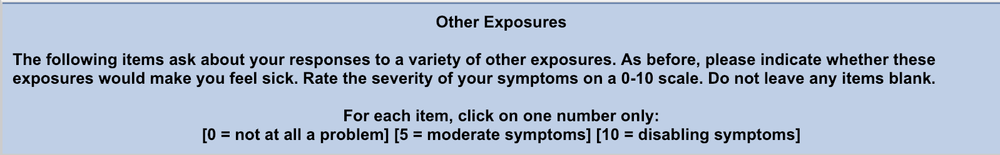 Other Exposures
The following items ask about your responses to a variety of other exposures. As before, please indicate whether these
exposures would make you feel sick. Rate the severity of your symptoms on a 0-10 scale. Do not leave any items blank.
For each item, click on one number only:
[0 = not at all a problem] [5 = moderate symptoms] [10 = disabling symptoms]